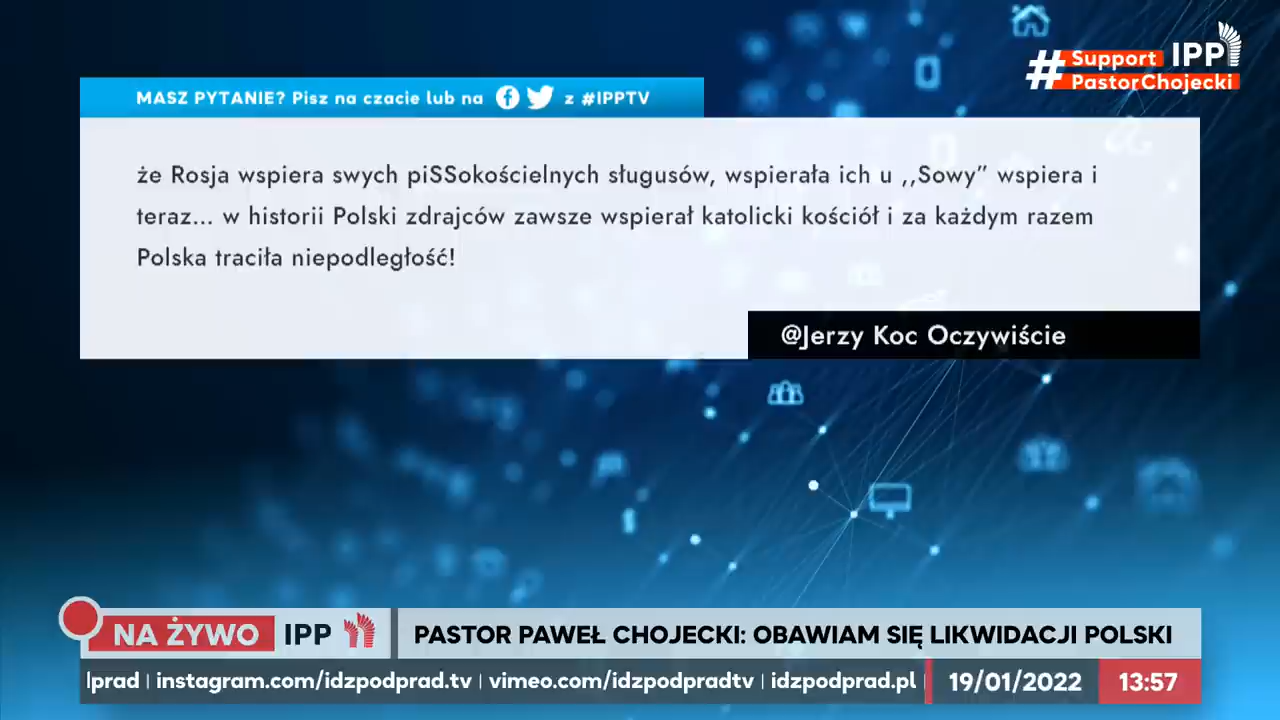 #Support IPP
PastorChojecki
MASZ PYTANIE? Pisz na czacie lub na z #IPPTV
że Rosja wspiera swych piSSokościelnych sługusów, wspierała ich u ,,Sowy” wspiera i
teraz... w historii Polski zdrajców zawsze wspierał katolicki kościół i za każdym razem
Polska traciła niepodległość!
@Jerzy Koc Oczywiście
NA ŻYWO IPP PASTOR PAWEŁ CHOJECKI: OBAWIAM SIĘ LIKWIDACJI POLSKI
prad | instagram.com/idzpodprad.tv | vimeo.com/idzpodpradtv | idzpodprad.pl 19/01/2022 13:57